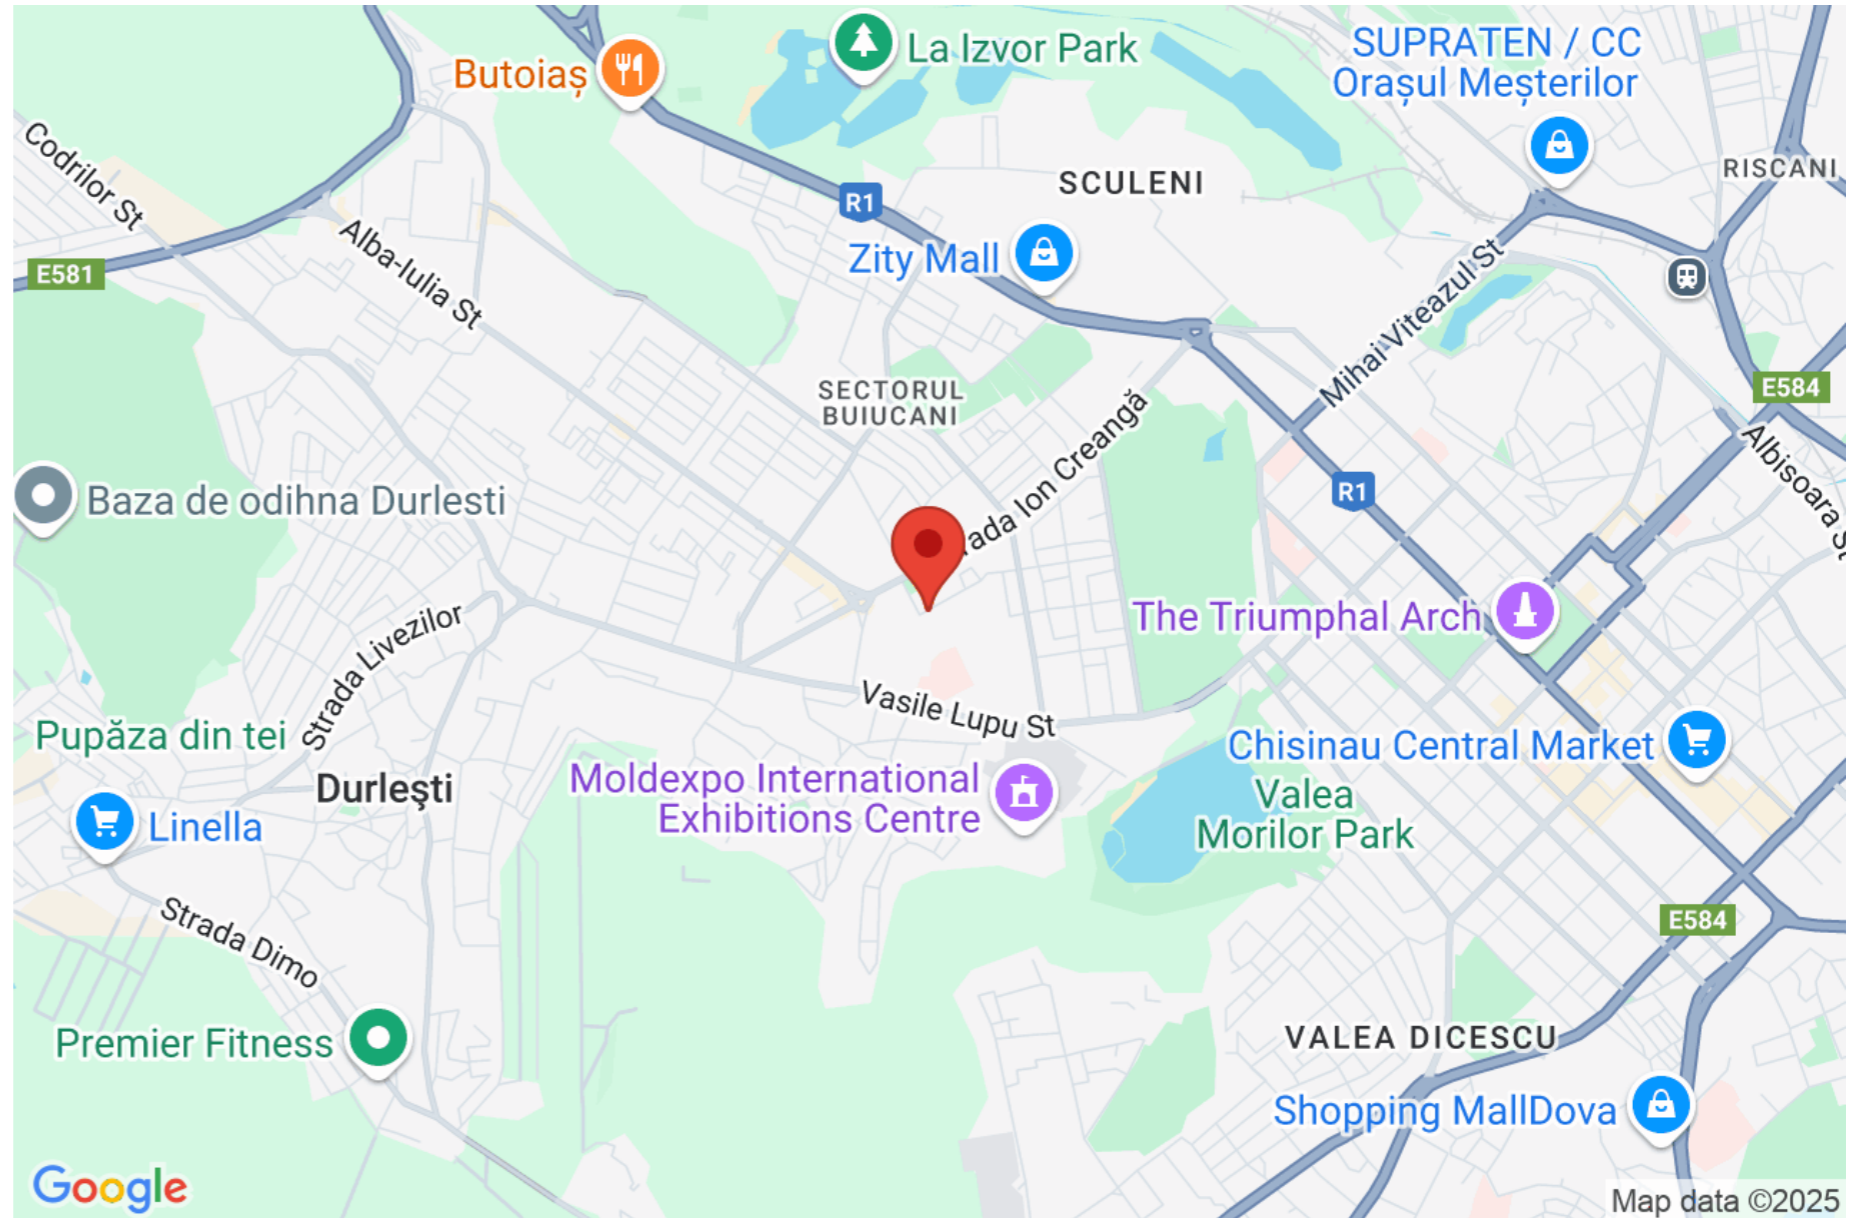 SUPRATEN / CC
Orașul Meșterilor
La Izvor Park
Butoiaș
Codrilor St
SCULENI
RISCANI
R1
Zity Mall
Alba-Iulia St
E581
Mihai Viteazul St
SECTORUL
BUIUCANI
E584
rada Ion Creangă
Albisoara St
Baza de odihna Durlesti
R1
The Triumphal Arch
Strada Livezilor
Vasile Lupu St
Pupăza din tei
Chisinau Central Market
Durleşti
Moldexpo International
Exhibitions Centre
Valea
Morilor Park
Linella
Strada Dimo
E584
Premier Fitness
VALEA DICESCU
Shopping MallDova
Google
Map data ©2025